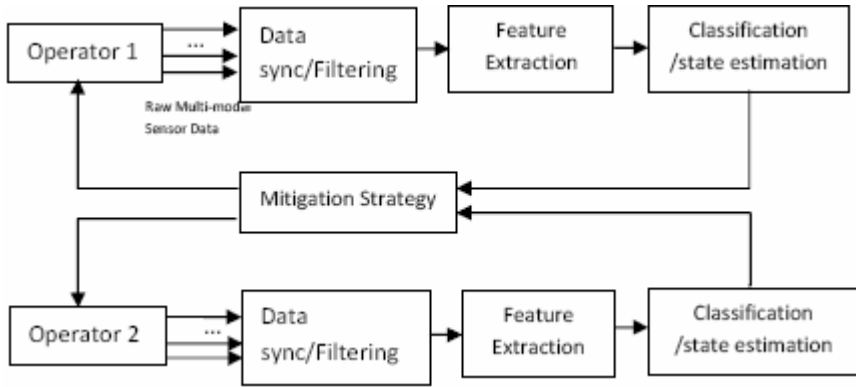 Operator 1
...
Data
sync/Filtering
Feature
Extraction
Classification
/state estimation
Raw Multi-modal
Sensor Data
Mitigation Strategy
Operator 2
...
Data
sync/Filtering
Feature
Extraction
Classification
/state estimation